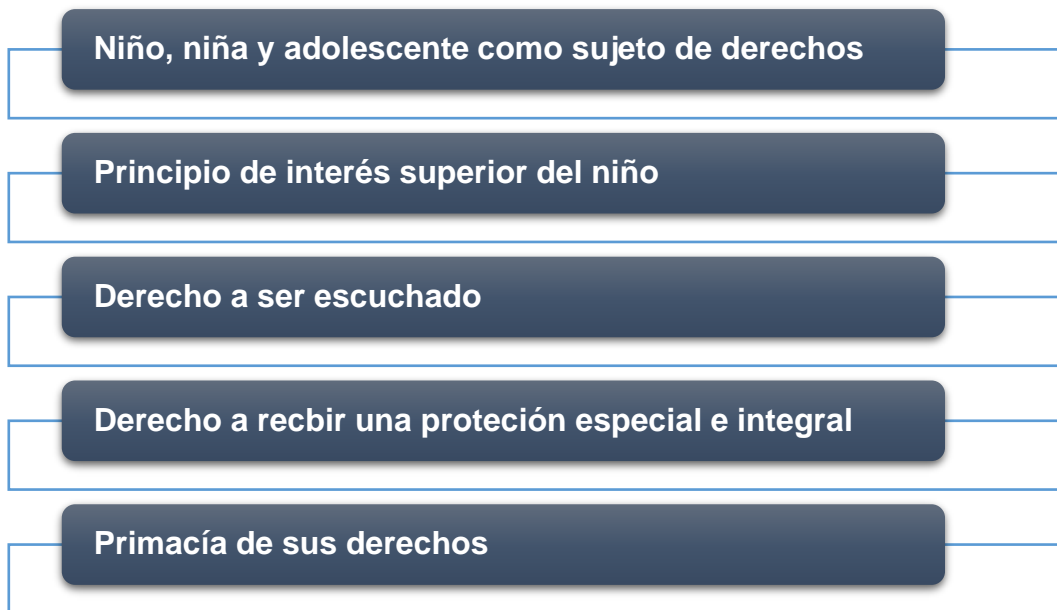 Niño, niña y adolescente como sujeto de derechos
Principio de interés superior del niño
Derecho a ser escuchado
Derecho a recbir una proteción especial e integral
Primacía de sus derechos